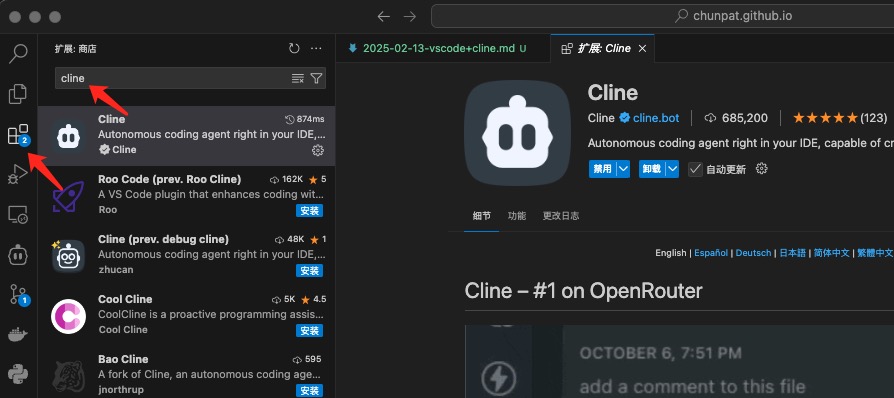 chunpat.github.io
扩展: 商店
cline
2
1
Cline
874ms
Autonomous coding agent right in your IDE,...
Cline
Roo Code (prev. Roo Cline)
162K ★ 5
A VS Code plugin that enhances coding wit...
Roo
安装
Cline (prev. debug cline)
48K ★ 1
Autonomous coding agent right in your IDE,...
zhucan
安装
Cool Cline
5K ★ 4.5
CoolCline is a proactive programming assis...
Cool Cline
安装
Bao Cline
595
A fork of Cline, an autonomous coding age...
jnorthrup
安装
2025-02-13-vscode+cline.md U
扩展: Cline
Cline
Cline cline.bot | 685,200 | ★★★★★(123)
Autonomous coding agent right in your IDE, capable of cr
禁用 卸载 自动更新
细节 功能 更改日志
English | Español | Deutsch | 日本語 | 简体中文 | 繁體中文
Cline – #1 on OpenRouter
OCTOBER 6, 7:51 PM
add a comment to this file